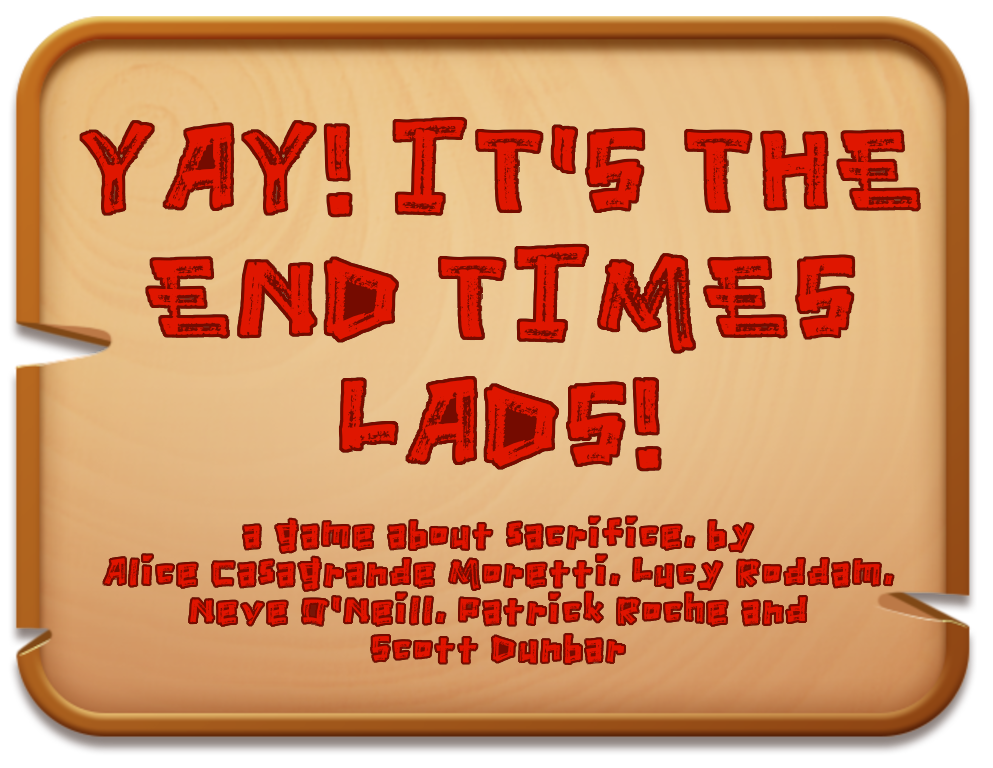 YAY! IT'S THE
END TIMES
LADS!
a game about sacrifice, by
Alice Casagrande Moretti, Lucy Roddam,
Neve O'Neill, Patrick Roche and
Scott Dunbar